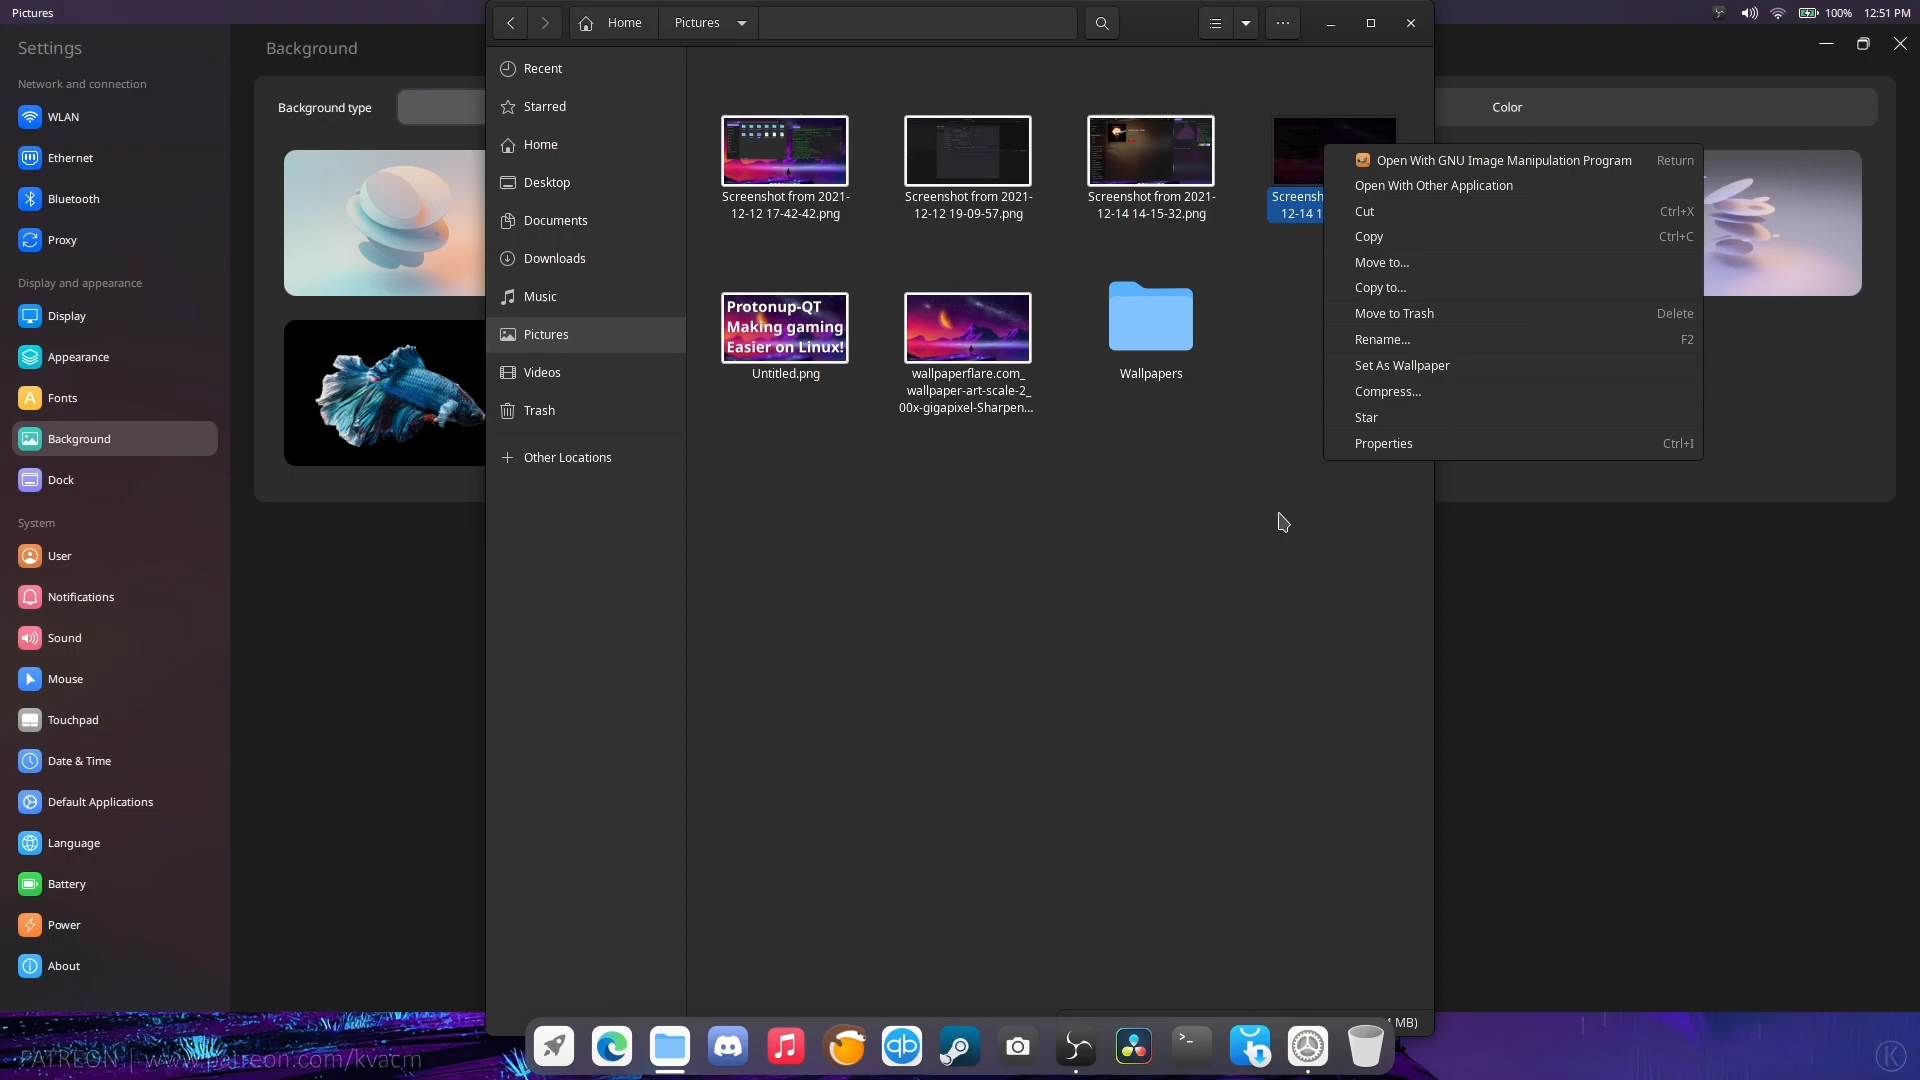 Pictures
100%
12:51 PM
Settings
Network and connection
WLAN
Ethernet
Bluetooth
Proxy
Display and appearance
Display
Appearance
Fonts
Background
Dock
System
User
Notifications
Sound
Mouse
Touchpad
Date & Time
Default Applications
Language
Battery
Power
About
Background
Background type
Color
Home
Pictures
Recent
Starred
Home
Desktop
Documents
Downloads
Music
Pictures
Videos
Trash
Other Locations
Screenshot from 2021-
12-12 17-42-42.png
Screenshot from 2021-
12-12 19-09-57.png
Screenshot from 2021-
12-14 14-15-32.png
Screensh
12-14 1
Protonup-QT
Making gaming
Easier on Linux!
Untitled.png
wallpaperflare.com_
wallpaper-art-scale-2_
00x-gigapixel-Sharpen...
Wallpapers
Open With GNU Image Manipulation Program Return
Open With Other Application
Cut Ctrl+X
Copy Ctrl+C
Move to...
Copy to...
Move to Trash Delete
Rename... F2
Set As Wallpaper
Compress...
Star
Properties Ctrl+I
MB)
PATREON | www.patreon.com/kvacm